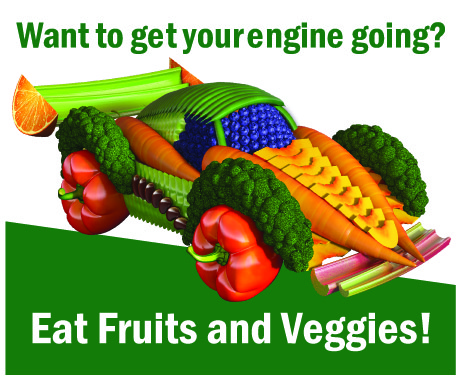 Want to get your engine going?
Eat Fruits and Veggies!